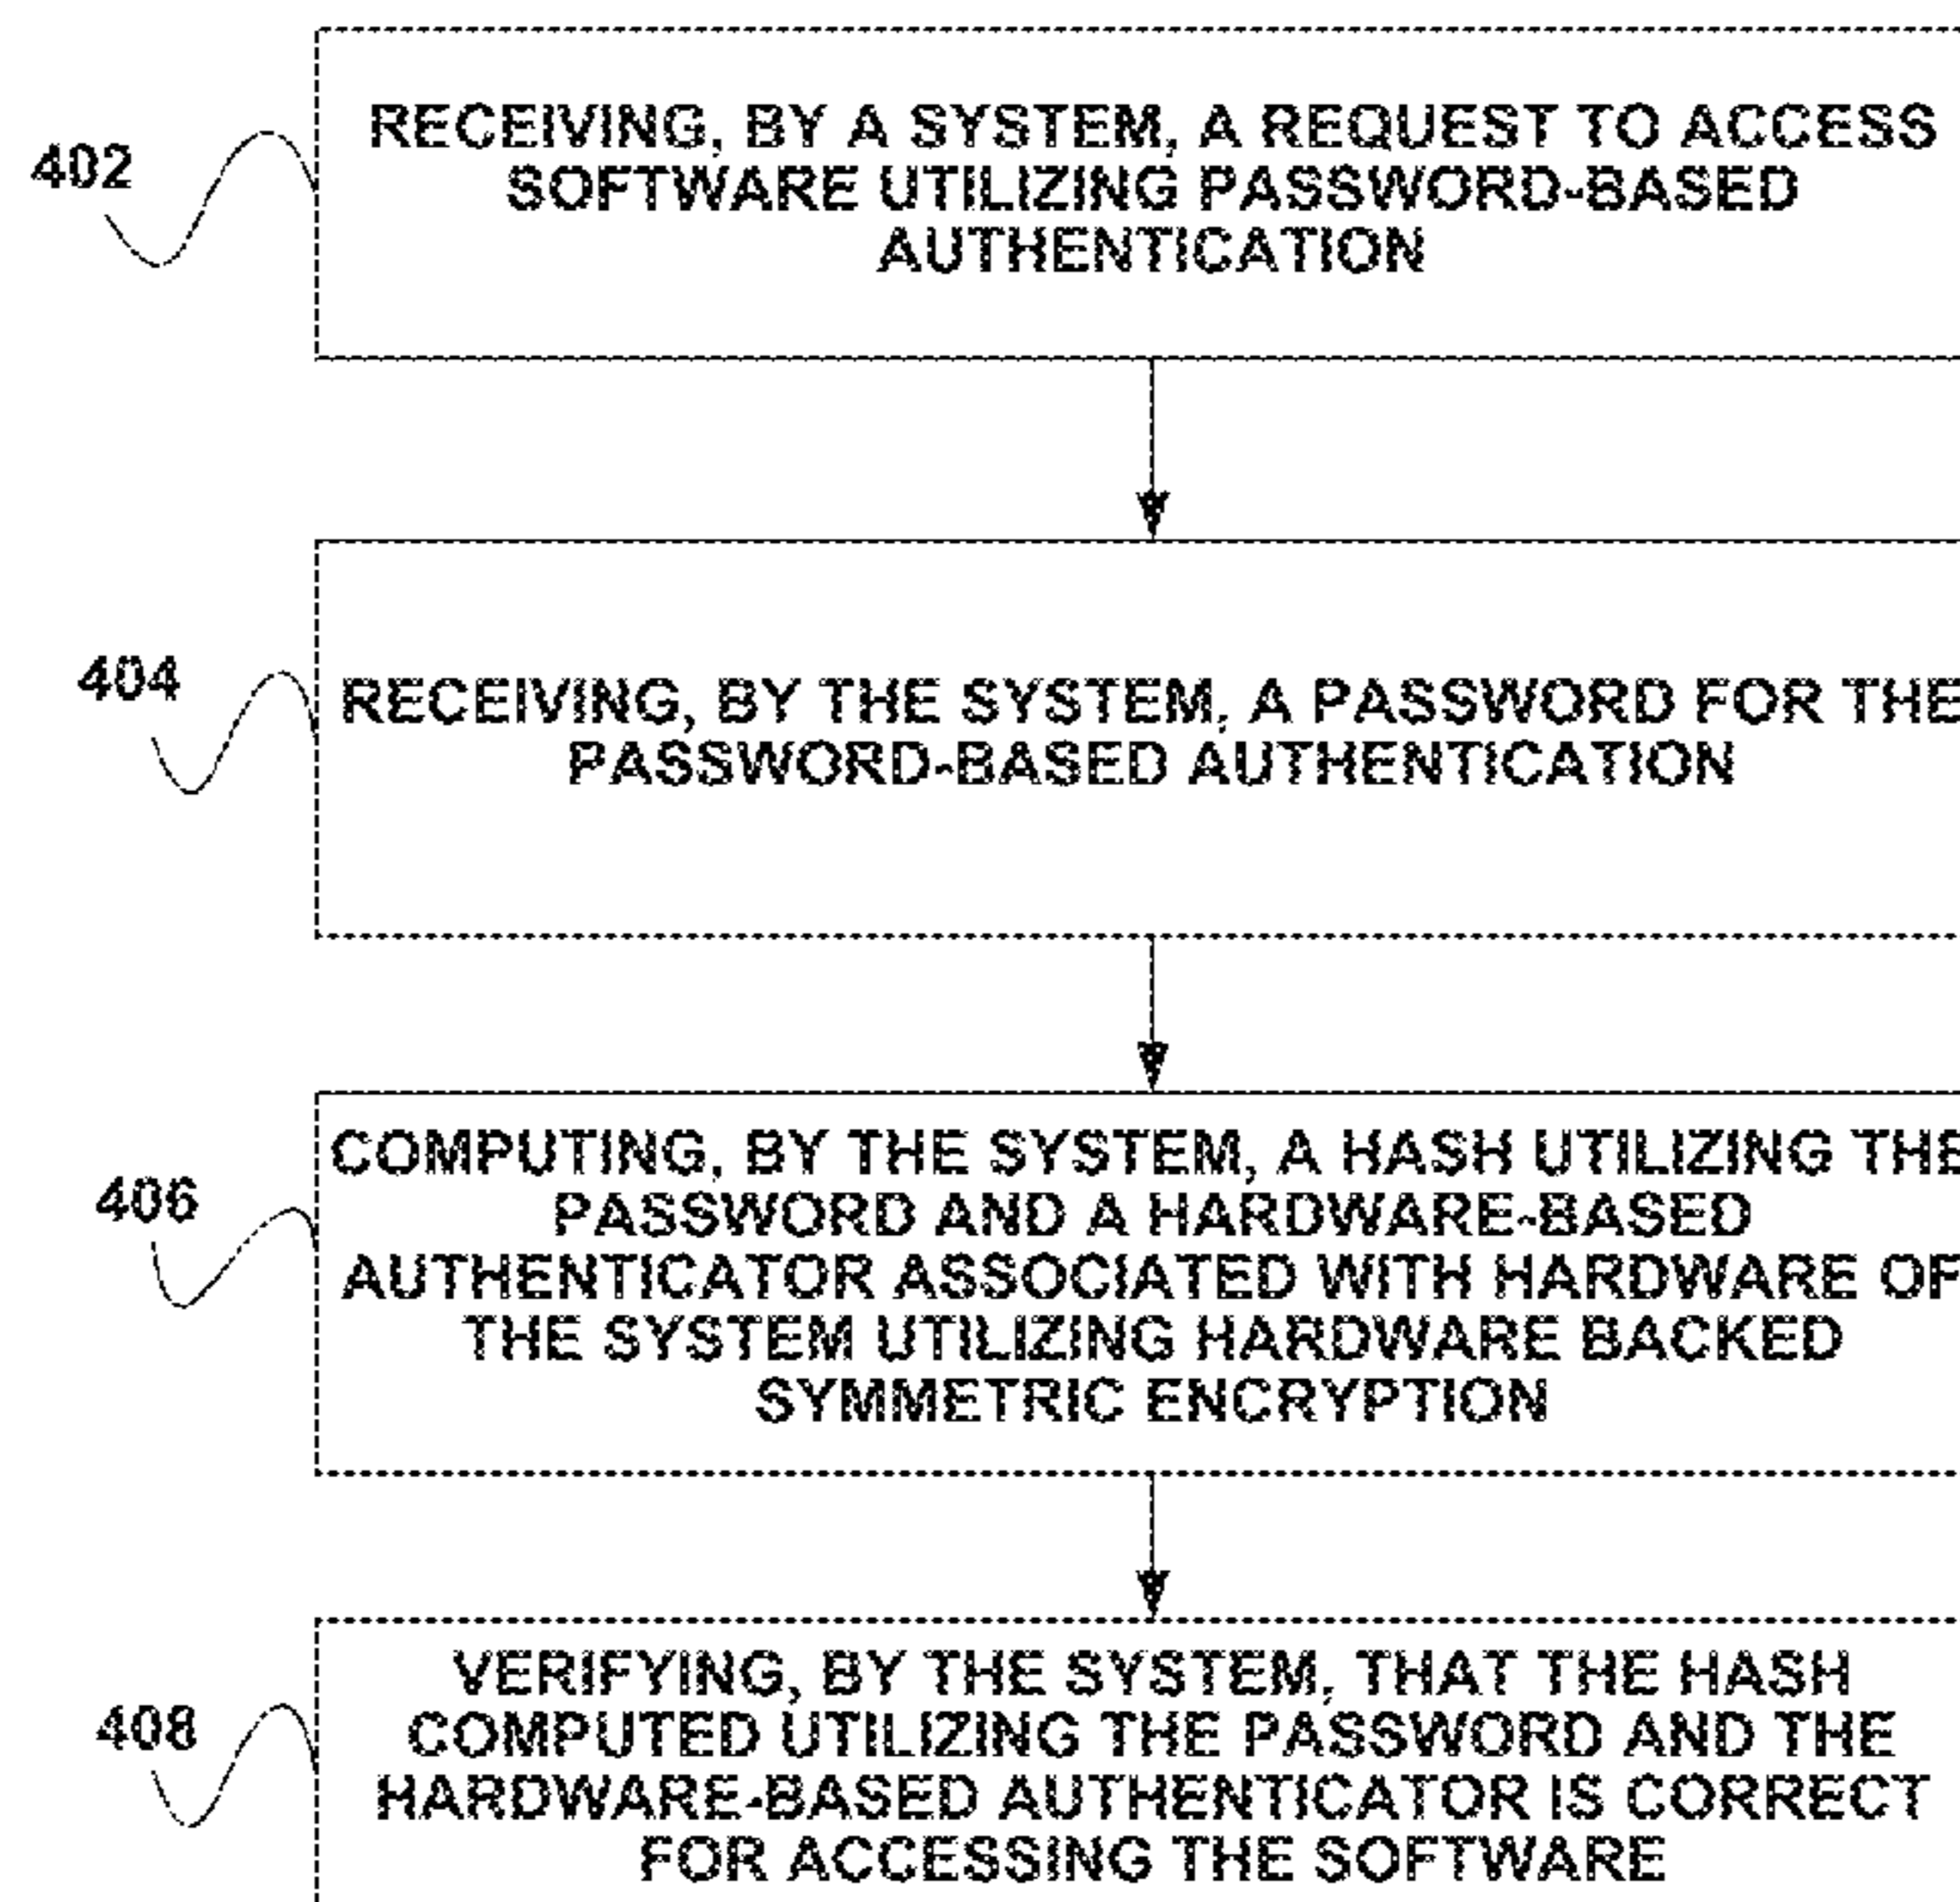 402
RECEIVING, BY A SYSTEM, A REQUEST TO ACCESS
SOFTWARE UTILIZING PASSWORD-BASED
AUTHENTICATION
404
RECEIVING, BY THE SYSTEM, A PASSWORD FOR THE
PASSWORD-BASED AUTHENTICATION
406
COMPUTING, BY THE SYSTEM, A HASH UTILIZING THE
PASSWORD AND A HARDWARE-BASED
AUTHENTICATOR ASSOCIATED WITH HARDWARE OF
THE SYSTEM UTILIZING HARDWARE BACKED
SYMMETRIC ENCRYPTION
408
VERIFYING, BY THE SYSTEM, THAT THE HASH
COMPUTED UTILIZING THE PASSWORD AND THE
HARDWARE-BASED AUTHENTICATOR IS CORRECT
FOR ACCESSING THE SOFTWARE